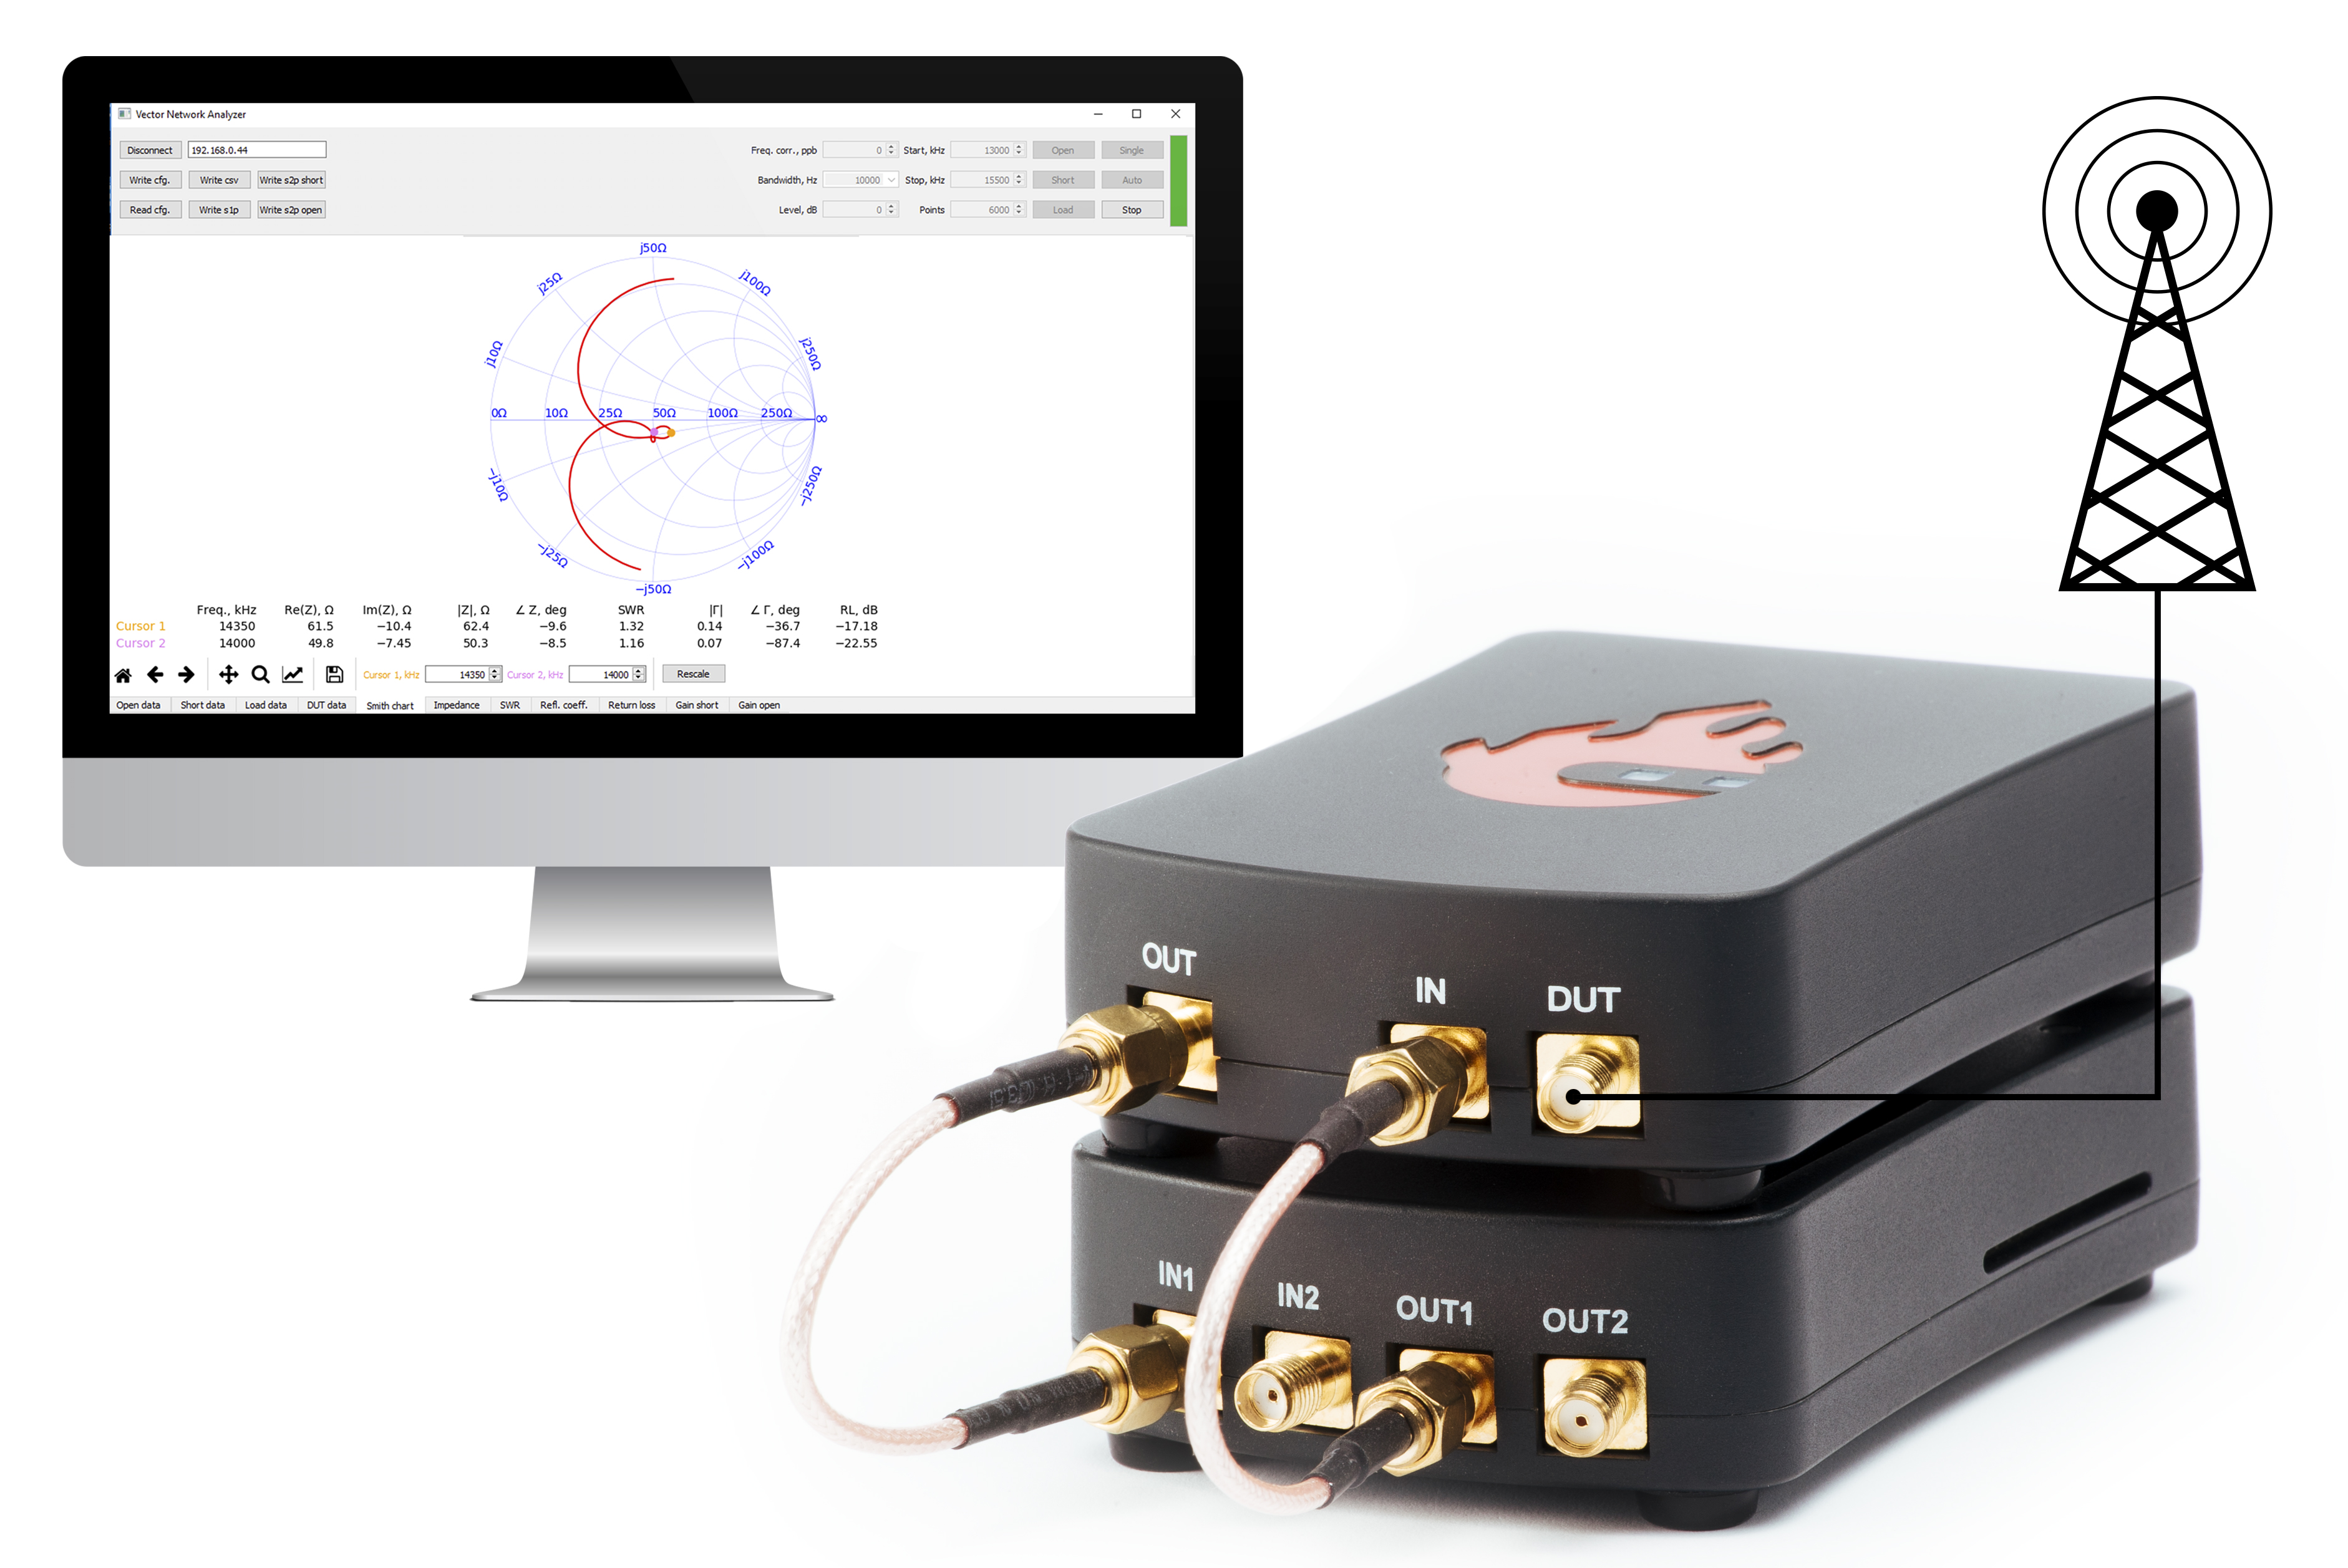 Vector Network Analyzer
Disconnect 192.168.0.44 Freq. corr., ppb 0 Start, kHz 13000 Open Single
Write cfg. Write csv Write s2p short Bandwidth, Hz 10000 Stop, kHz 15500 Short Auto
Read cfg. Write s1p Write s2p open Level, dB 0 Points 6000 Load Stop
j50Ω
j25Ω j100Ω
j10Ω j250Ω
0Ω 10Ω 25Ω 50Ω 100Ω 250Ω ∞
−j10Ω −j250Ω
−j25Ω −j100Ω
−j50Ω
Freq., kHz Re(Z), Ω Im(Z), Ω |Z|, Ω ∠ Z, deg SWR |Γ| ∠ Γ, deg RL, dB
Cursor 1 14350 61.5 −10.4 62.4 −9.6 1.32 0.14 −36.7 −17.18
Cursor 2 14000 49.8 −7.45 50.3 −8.5 1.16 0.07 −87.4 −22.55
Cursor 1, kHz 14350 Cursor 2, kHz 14000 Rescale
Open data Short data Load data DUT data Smith chart Impedance SWR Refl. coeff. Return loss Gain short Gain open
OUT IN DUT
IN1 IN2 OUT1 OUT2